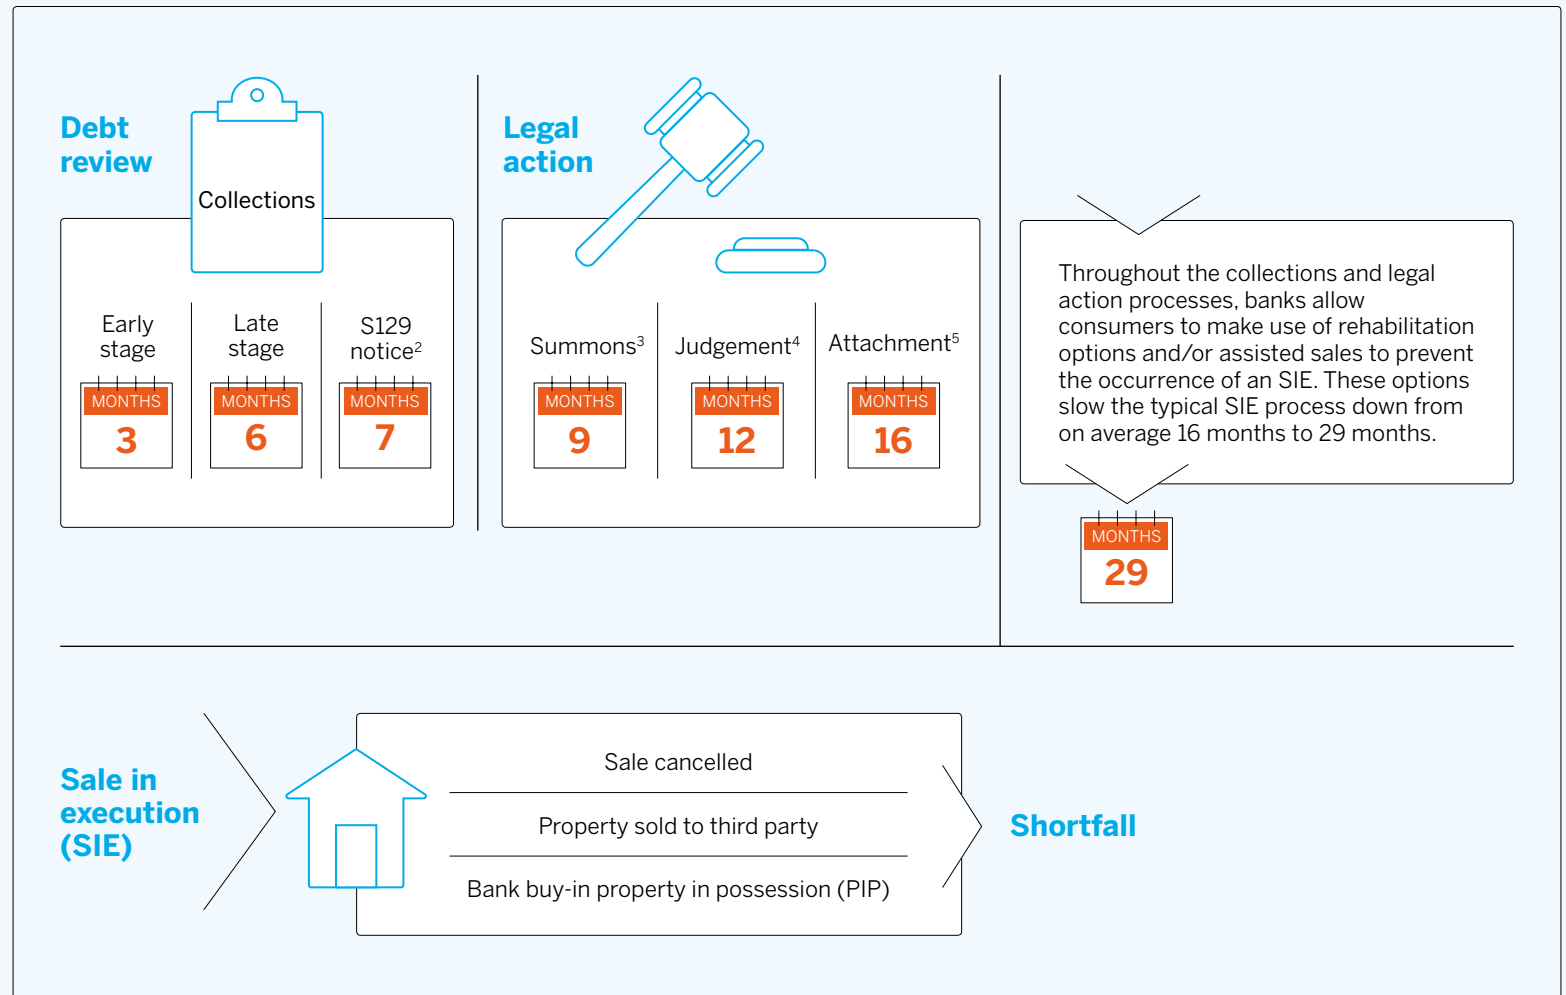 Debt
review
Collections
Early
stage
MONTHS
3
Late
stage
MONTHS
6
S129
notice²
MONTHS
7
Legal
action
Summons³
MONTHS
9
Judgement⁴
MONTHS
12
Attachment⁵
MONTHS
16
Throughout the collections and legal
action processes, banks allow
consumers to make use of rehabilitation
options and/or assisted sales to prevent
the occurrence of an SIE. These options
slow the typical SIE process down from
on average 16 months to 29 months.
MONTHS
29
Sale in
execution
(SIE)
Sale cancelled
Property sold to third party
Bank buy-in property in possession (PIP)
Shortfall